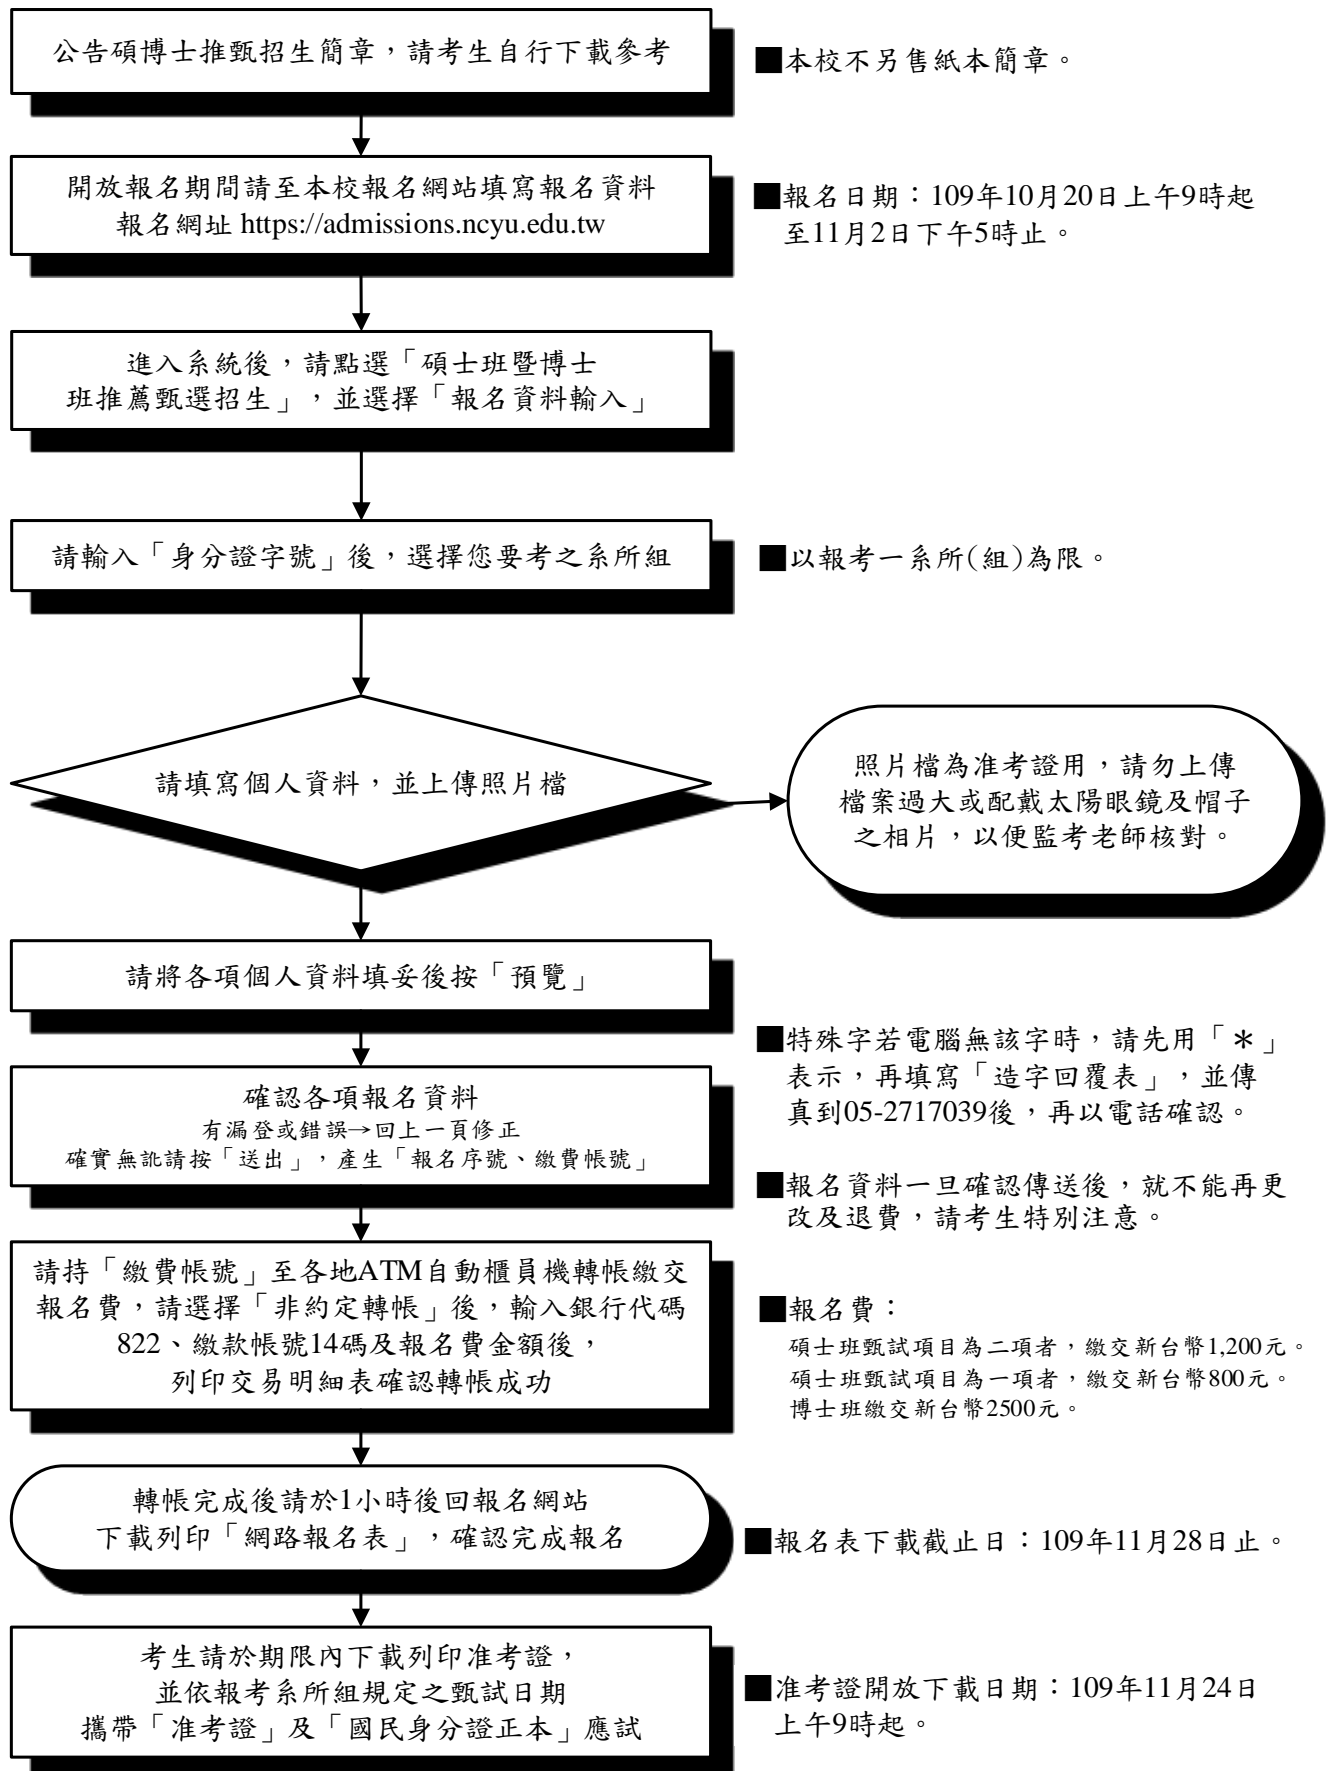 公告碩博士推甄招生簡章，請考生自行下載參考
■本校不另售紙本簡章。
開放報名期間請至本校報名網站填寫報名資料
報名網址 https://admissions.ncyu.edu.tw
■報名日期：109年10月20日上午9時起
至11月2日下午5時止。
進入系統後，請點選「碩士班暨博士
班推薦甄選招生」，並選擇「報名資料輸入」
請輸入「身分證字號」後，選擇您要考之系所組
■以報考一系所(組)為限。
請填寫個人資料，並上傳照片檔
照片檔為准考證用，請勿上傳
檔案過大或配戴太陽眼鏡及帽子
之相片，以便監考老師核對。
請將各項個人資料填妥後按「預覽」
■特殊字若電腦無該字時，請先用「＊」
表示，再填寫「造字回覆表」，並傳
真到05-2717039後，再以電話確認。
確認各項報名資料
有漏登或錯誤→回上一頁修正
確實無訛請按「送出」，產生「報名序號、繳費帳號」
■報名資料一旦確認傳送後，就不能再更
改及退費，請考生特別注意。
請持「繳費帳號」至各地ATM自動櫃員機轉帳繳交
報名費，請選擇「非約定轉帳」後，輸入銀行代碼
822、繳款帳號14碼及報名費金額後，
列印交易明細表確認轉帳成功
■報名費：
碩士班甄試項目為二項者，繳交新台幣1,200元。
碩士班甄試項目為一項者，繳交新台幣800元。
博士班繳交新台幣2500元。
轉帳完成後請於1小時後回報名網站
下載列印「網路報名表」，確認完成報名
■報名表下載截止日：109年11月28日止。
考生請於期限內下載列印准考證，
並依報考系所組規定之甄試日期
攜帶「准考證」及「國民身分證正本」應試
■准考證開放下載日期：109年11月24日
上午9時起。